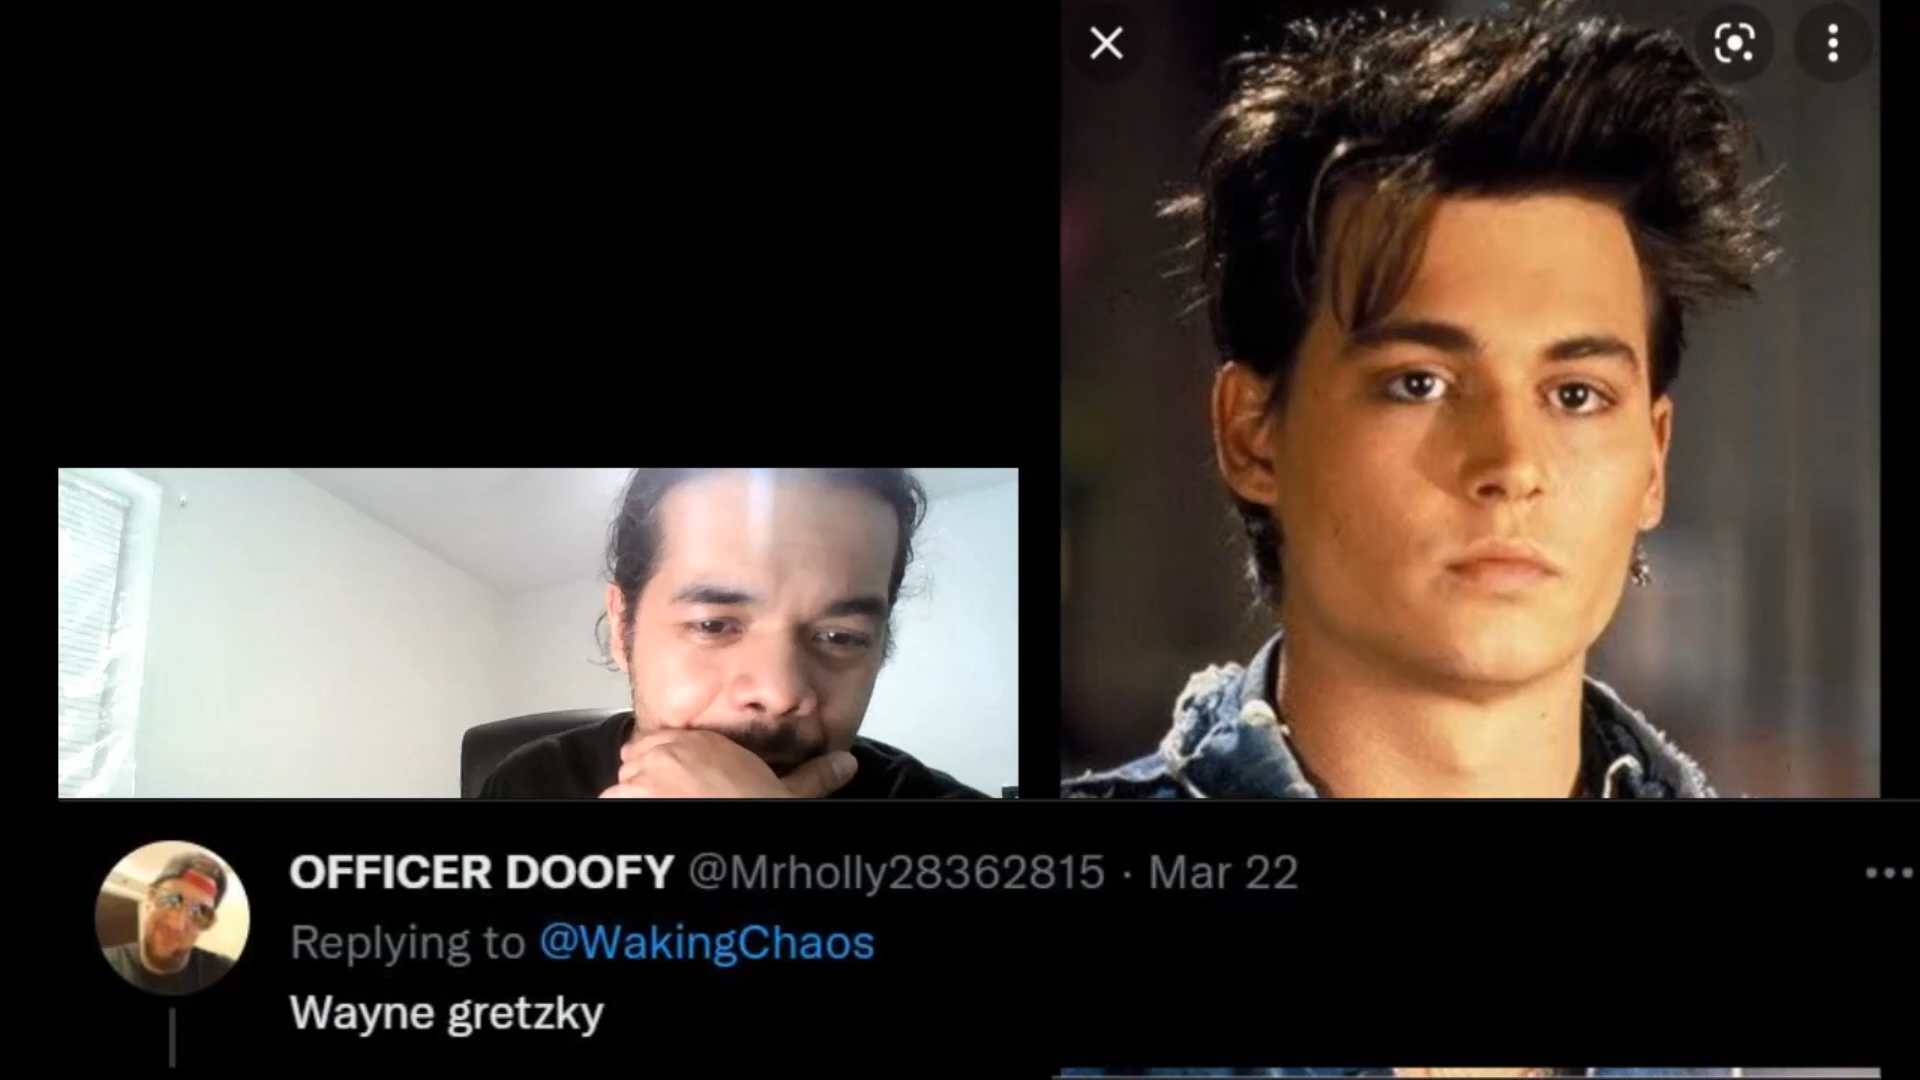 OFFICER DOOFY @Mrholly28362815 · Mar 22
Replying to @WakingChaos
Wayne gretzky